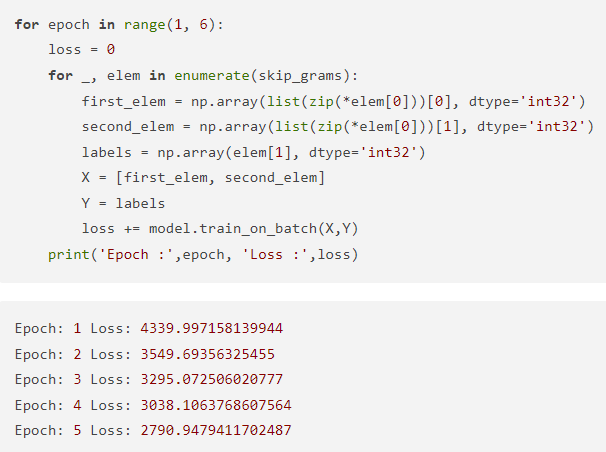 for epoch in range(1, 6):
    loss = 0
    for _, elem in enumerate(skip_grams):
        first_elem = np.array(list(zip(*elem[0]))[0], dtype='int32')
        second_elem = np.array(list(zip(*elem[0]))[1], dtype='int32')
        labels = np.array(elem[1], dtype='int32')
        X = [first_elem, second_elem]
        Y = labels
        loss += model.train_on_batch(X,Y)
    print('Epoch :',epoch, 'Loss :',loss)
Epoch: 1 Loss: 4339.997158139944
Epoch: 2 Loss: 3549.69356325455
Epoch: 3 Loss: 3295.072506020777
Epoch: 4 Loss: 3038.1063768607564
Epoch: 5 Loss: 2790.9479411702487